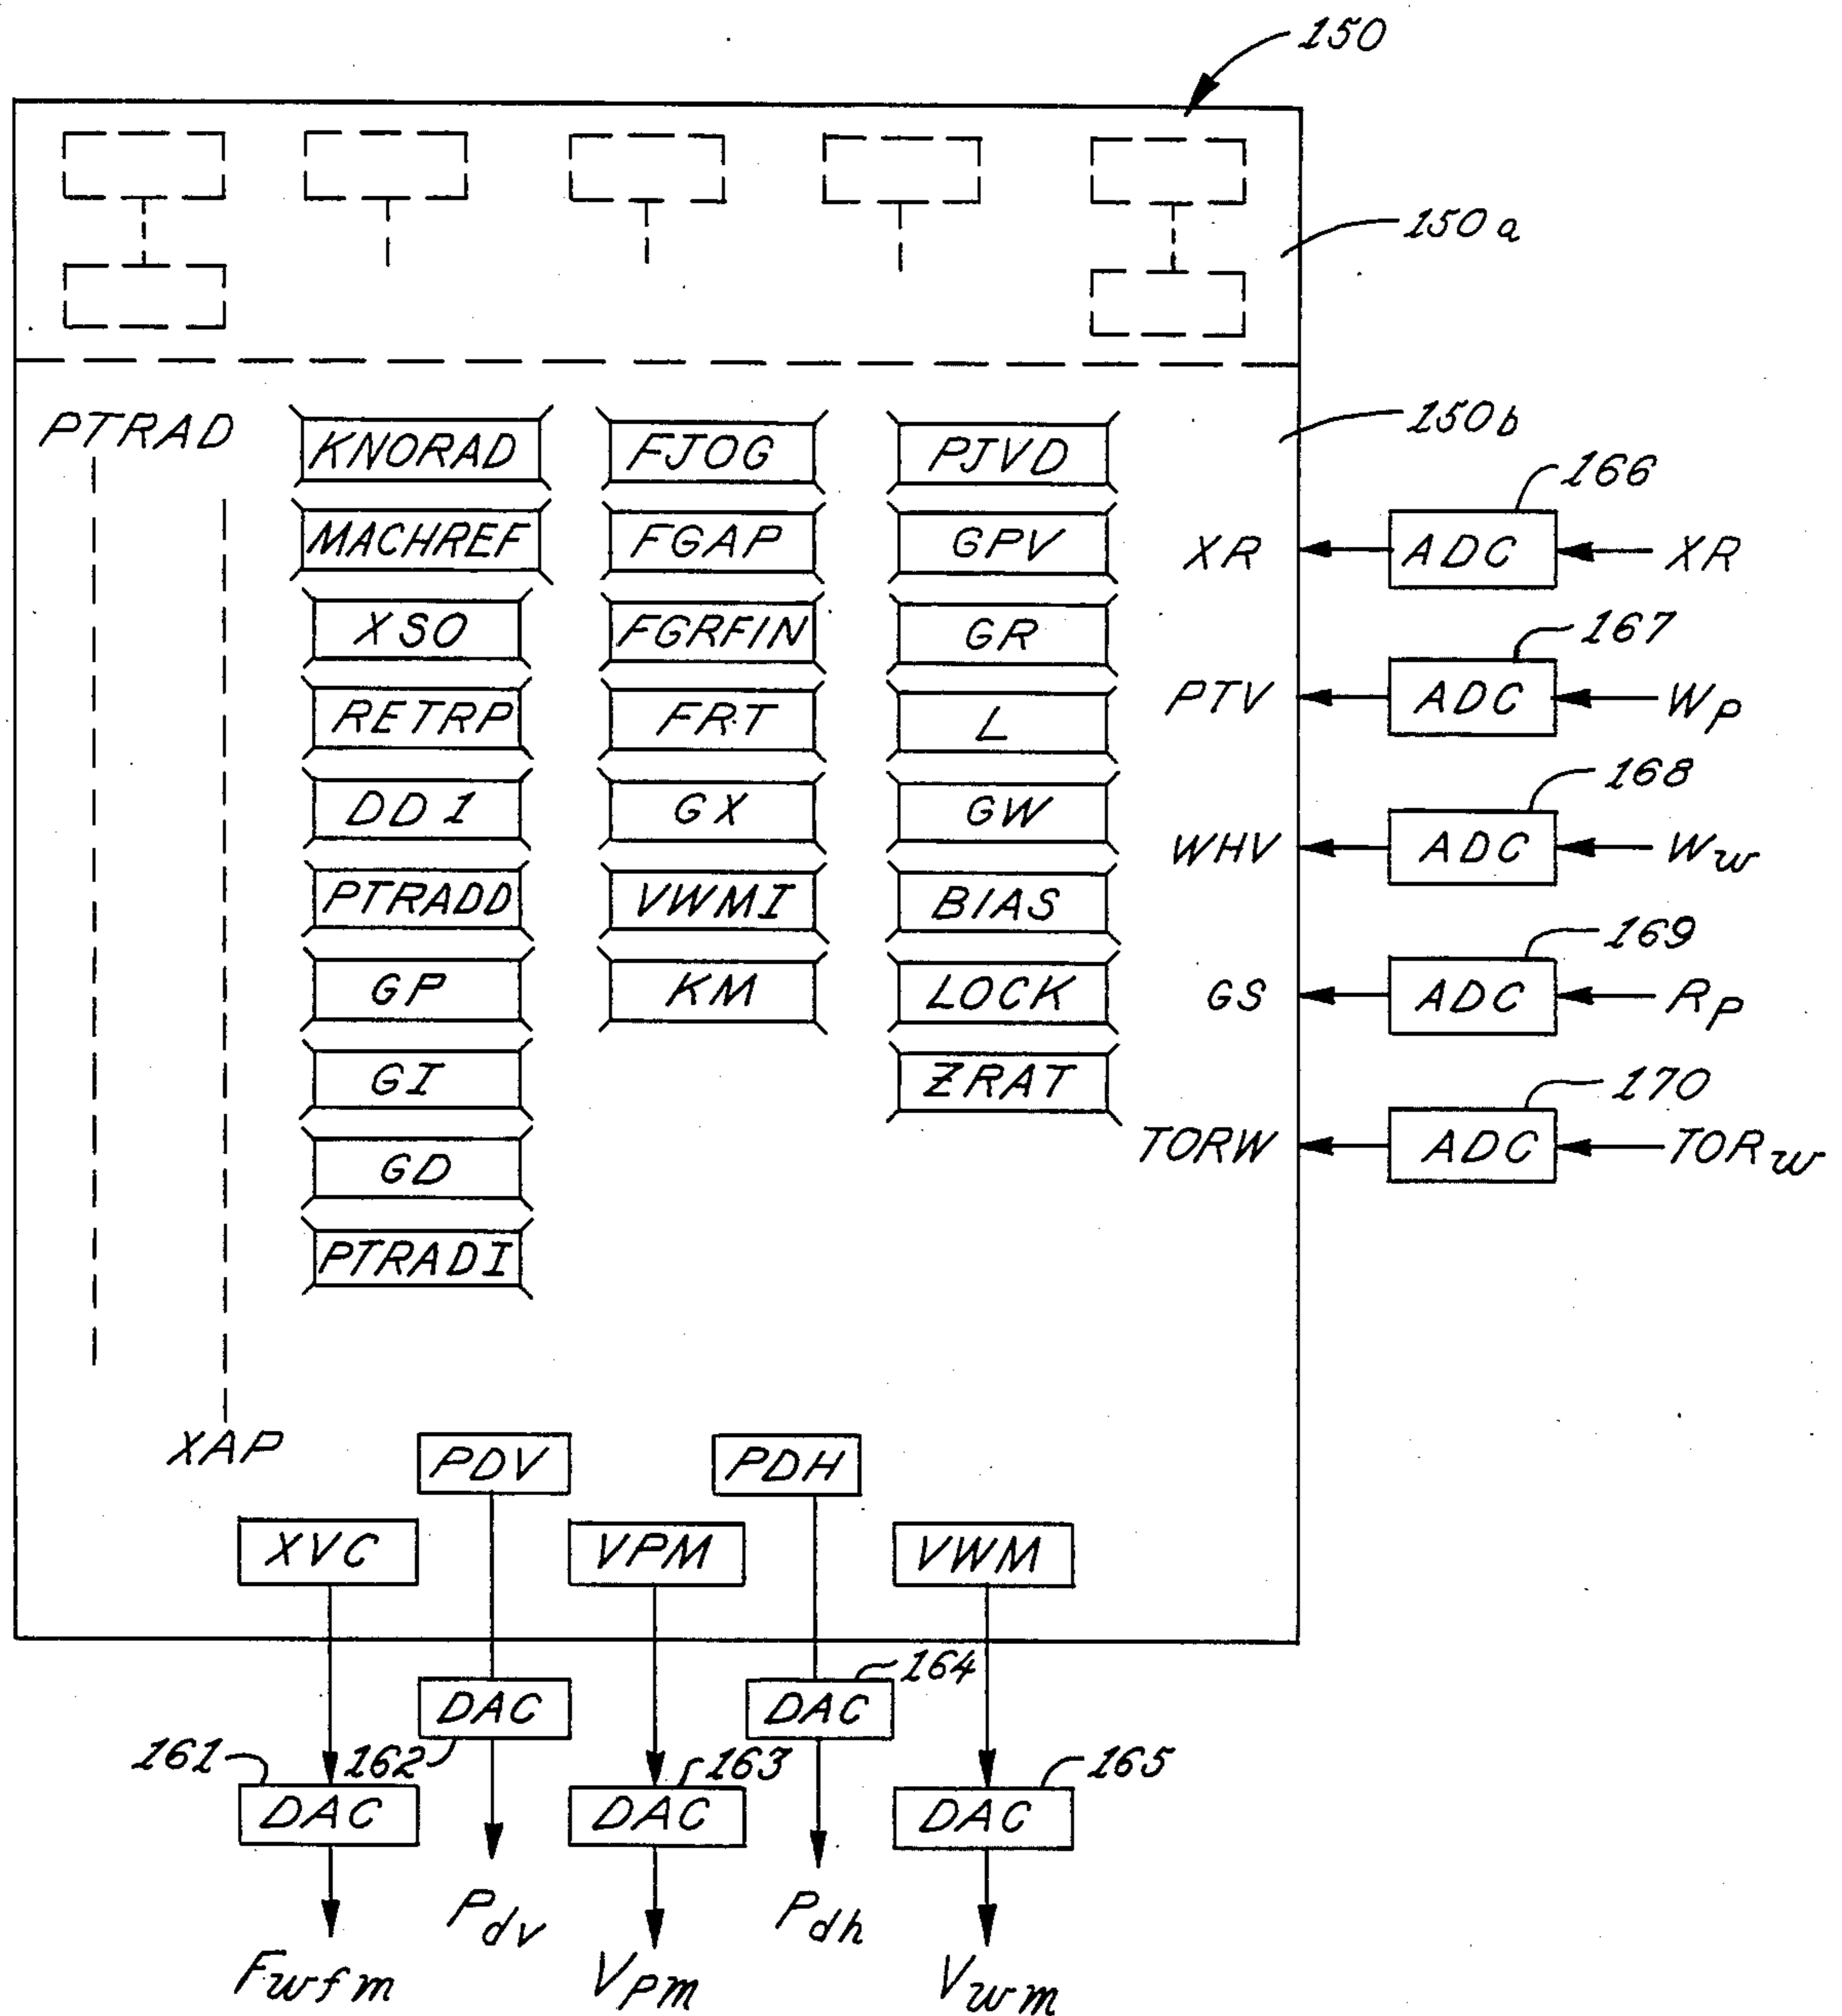 150
150a
PTRAD
KNORAD
FJOG
PJVD
150b
MACHREF
FGAP
GPV
XR
ADC
166
XR
XSO
FGRFIN
GR
RETRP
FRT
L
PTV
ADC
167
Wp
DD1
GX
GW
WHV
ADC
168
Ww
PTRADD
VWMI
BIAS
GP
KM
LOCK
GS
ADC
169
Rp
GI
ZRAT
GD
TORW
ADC
170
TORw
PTRADI
XAP
PDV
PDH
XVC
VPM
VWM
DAC
162
DAC
164
161
DAC
DAC
163
DAC
165
Fwfm
Pdv
Vpm
Pdh
Vwm